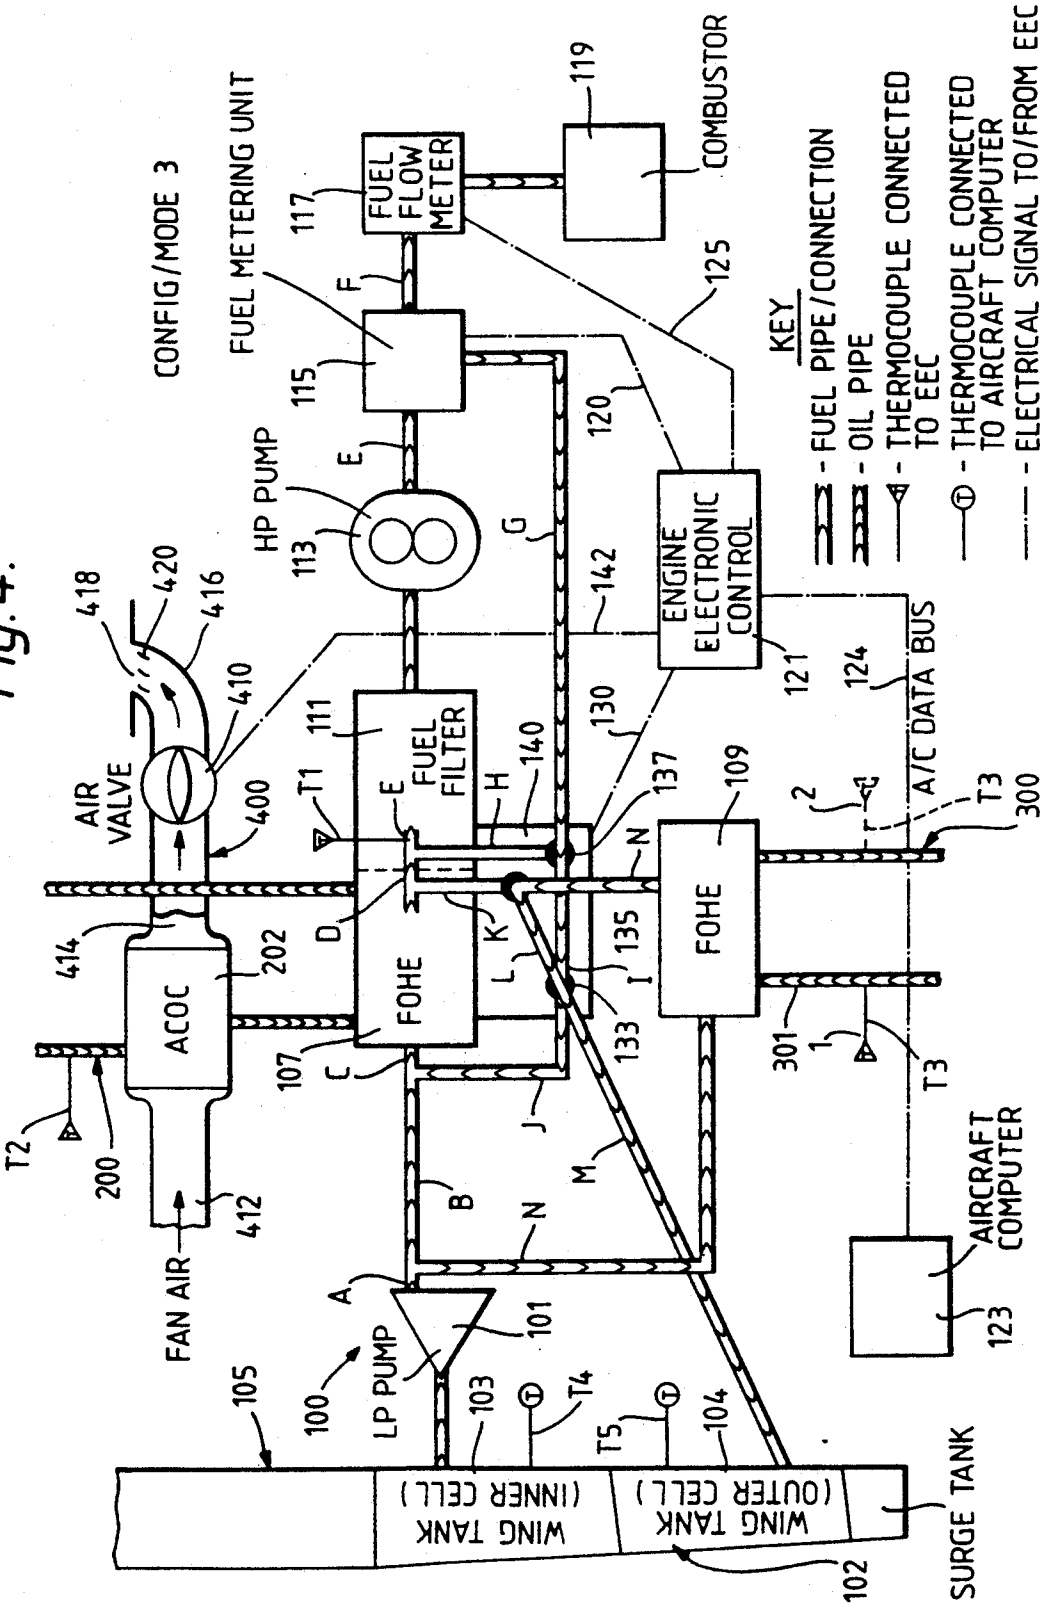 Fig. 4.
CONFIG/MODE 3
FUEL METERING UNIT
HP PUMP
113
115
117
FUEL
FLOW
METER
119
COMBUSTOR
E
F
G
120
125
142
418
420
416
410
AIR
VALVE
400
414
202
ACOC
T2
200
412
FAN AIR
111
FUEL
FILTER
T1
E
D
H
140
130
137
K
L
107
FOHE
C
J
133
135
I
N
109
FOHE
ENGINE
ELECTRONIC
CONTROL
121
124
A/C DATA BUS
2
T3
300
301
1
T3
A
B
N
M
100
LP PUMP
101
105
103
WING TANK
(INNER CELL)
T4
T5
104
WING TANK
(OUTER CELL)
102
SURGE TANK
123
AIRCRAFT
COMPUTER
KEY
- FUEL PIPE/CONNECTION
- OIL PIPE
- THERMOCOUPLE CONNECTED
TO EEC
T - THERMOCOUPLE CONNECTED
TO AIRCRAFT COMPUTER
- ELECTRICAL SIGNAL TO/FROM EEC